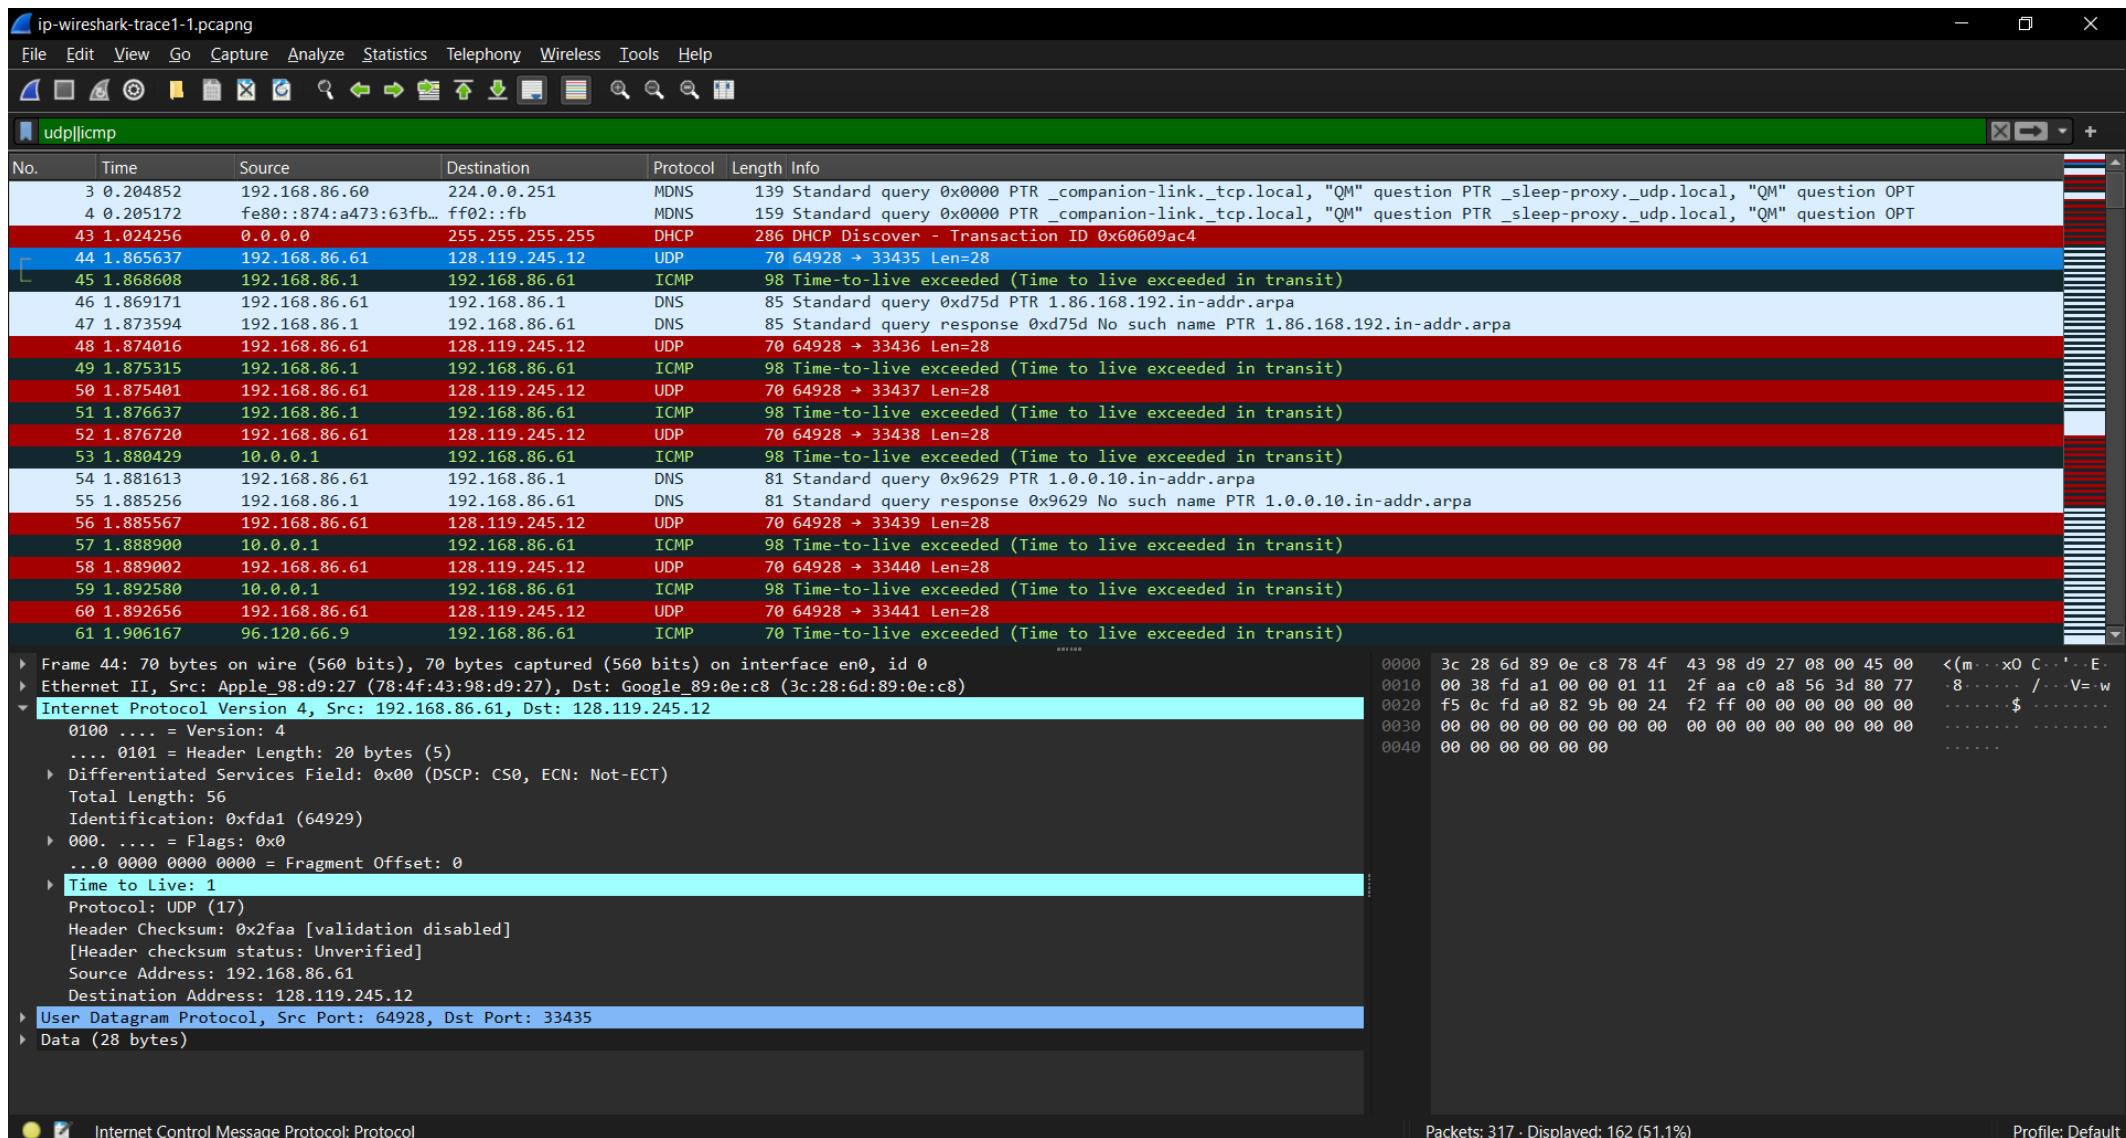 ip-wireshark-trace1-1.pcapng
File Edit View Go Capture Analyze Statistics Telephony Wireless Tools Help
udp||icmp
No. Time Source Destination Protocol Length Info
3 0.204852 192.168.86.60 224.0.0.251 MDNS 139 Standard query 0x0000 PTR _companion-link._tcp.local, "QM" question PTR _sleep-proxy._udp.local, "QM" question OPT
4 0.205172 fe80::874:a473:63fb… ff02::fb MDNS 159 Standard query 0x0000 PTR _companion-link._tcp.local, "QM" question PTR _sleep-proxy._udp.local, "QM" question OPT
43 1.024256 0.0.0.0 255.255.255.255 DHCP 286 DHCP Discover - Transaction ID 0x60609ac4
44 1.865637 192.168.86.61 128.119.245.12 UDP 70 64928 → 33435 Len=28
45 1.868608 192.168.86.1 192.168.86.61 ICMP 98 Time-to-live exceeded (Time to live exceeded in transit)
46 1.869171 192.168.86.61 192.168.86.1 DNS 85 Standard query 0xd75d PTR 1.86.168.192.in-addr.arpa
47 1.873594 192.168.86.1 192.168.86.61 DNS 85 Standard query response 0xd75d No such name PTR 1.86.168.192.in-addr.arpa
48 1.874016 192.168.86.61 128.119.245.12 UDP 70 64928 → 33436 Len=28
49 1.875315 192.168.86.1 192.168.86.61 ICMP 98 Time-to-live exceeded (Time to live exceeded in transit)
50 1.875401 192.168.86.61 128.119.245.12 UDP 70 64928 → 33437 Len=28
51 1.876637 192.168.86.1 192.168.86.61 ICMP 98 Time-to-live exceeded (Time to live exceeded in transit)
52 1.876720 192.168.86.61 128.119.245.12 UDP 70 64928 → 33438 Len=28
53 1.880429 10.0.0.1 192.168.86.61 ICMP 98 Time-to-live exceeded (Time to live exceeded in transit)
54 1.881613 192.168.86.61 192.168.86.1 DNS 81 Standard query 0x9629 PTR 1.0.0.10.in-addr.arpa
55 1.885256 192.168.86.1 192.168.86.61 DNS 81 Standard query response 0x9629 No such name PTR 1.0.0.10.in-addr.arpa
56 1.885567 192.168.86.61 128.119.245.12 UDP 70 64928 → 33439 Len=28
57 1.888900 10.0.0.1 192.168.86.61 ICMP 98 Time-to-live exceeded (Time to live exceeded in transit)
58 1.889002 192.168.86.61 128.119.245.12 UDP 70 64928 → 33440 Len=28
59 1.892580 10.0.0.1 192.168.86.61 ICMP 98 Time-to-live exceeded (Time to live exceeded in transit)
60 1.892656 192.168.86.61 128.119.245.12 UDP 70 64928 → 33441 Len=28
61 1.906167 96.120.66.9 192.168.86.61 ICMP 70 Time-to-live exceeded (Time to live exceeded in transit)
Frame 44: 70 bytes on wire (560 bits), 70 bytes captured (560 bits) on interface en0, id 0
Ethernet II, Src: Apple_98:d9:27 (78:4f:43:98:d9:27), Dst: Google_89:0e:c8 (3c:28:6d:89:0e:c8)
Internet Protocol Version 4, Src: 192.168.86.61, Dst: 128.119.245.12
0100 .... = Version: 4
.... 0101 = Header Length: 20 bytes (5)
Differentiated Services Field: 0x00 (DSCP: CS0, ECN: Not-ECT)
Total Length: 56
Identification: 0xfda1 (64929)
000. .... = Flags: 0x0
...0 0000 0000 0000 = Fragment Offset: 0
Time to Live: 1
Protocol: UDP (17)
Header Checksum: 0x2faa [validation disabled]
[Header checksum status: Unverified]
Source Address: 192.168.86.61
Destination Address: 128.119.245.12
User Datagram Protocol, Src Port: 64928, Dst Port: 33435
Data (28 bytes)
0000 3c 28 6d 89 0e c8 78 4f 43 98 d9 27 08 00 45 00 <(m···xO C··'··E·
0010 00 38 fd a1 00 00 01 11 2f aa c0 a8 56 3d 80 77 ·8······ /···V=·w
0020 f5 0c fd a0 82 9b 00 24 f2 ff 00 00 00 00 00 00 ·······$ ········
0030 00 00 00 00 00 00 00 00 00 00 00 00 00 00 00 00 ········ ········
0040 00 00 00 00 00 00 ······
Internet Control Message Protocol: Protocol
Packets: 317 · Displayed: 162 (51.1%)
Profile: Default